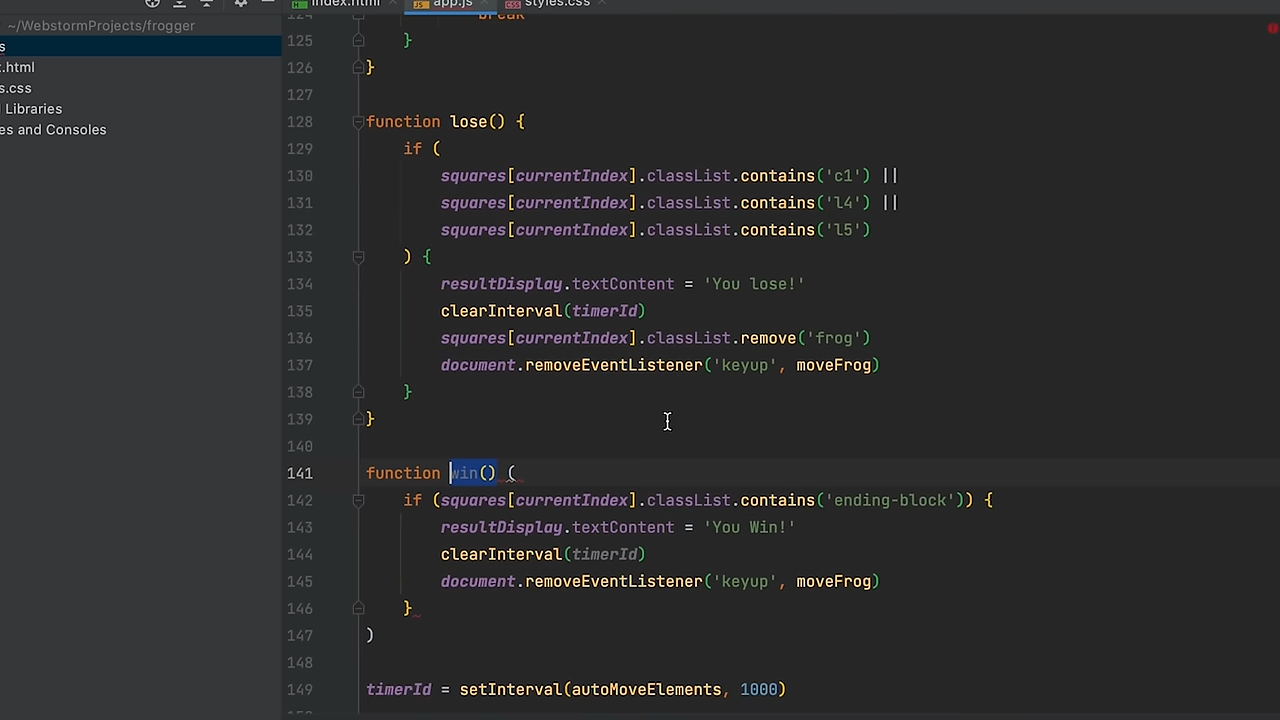 index.html app.js styles.css
~/WebstormProjects/frogger
s
.html
s.css
Libraries
es and Consoles
124 break
125 }
126 }
127
128 function lose() {
129 if (
130 squares[currentIndex].classList.contains('c1') ||
131 squares[currentIndex].classList.contains('l4') ||
132 squares[currentIndex].classList.contains('l5')
133 ) {
134 resultDisplay.textContent = 'You lose!'
135 clearInterval(timerId)
136 squares[currentIndex].classList.remove('frog')
137 document.removeEventListener('keyup', moveFrog)
138 }
139 }
140
141 function win() (
142 if (squares[currentIndex].classList.contains('ending-block')) {
143 resultDisplay.textContent = 'You Win!'
144 clearInterval(timerId)
145 document.removeEventListener('keyup', moveFrog)
146 }
147 )
148
149 timerId = setInterval(autoMoveElements, 1000)